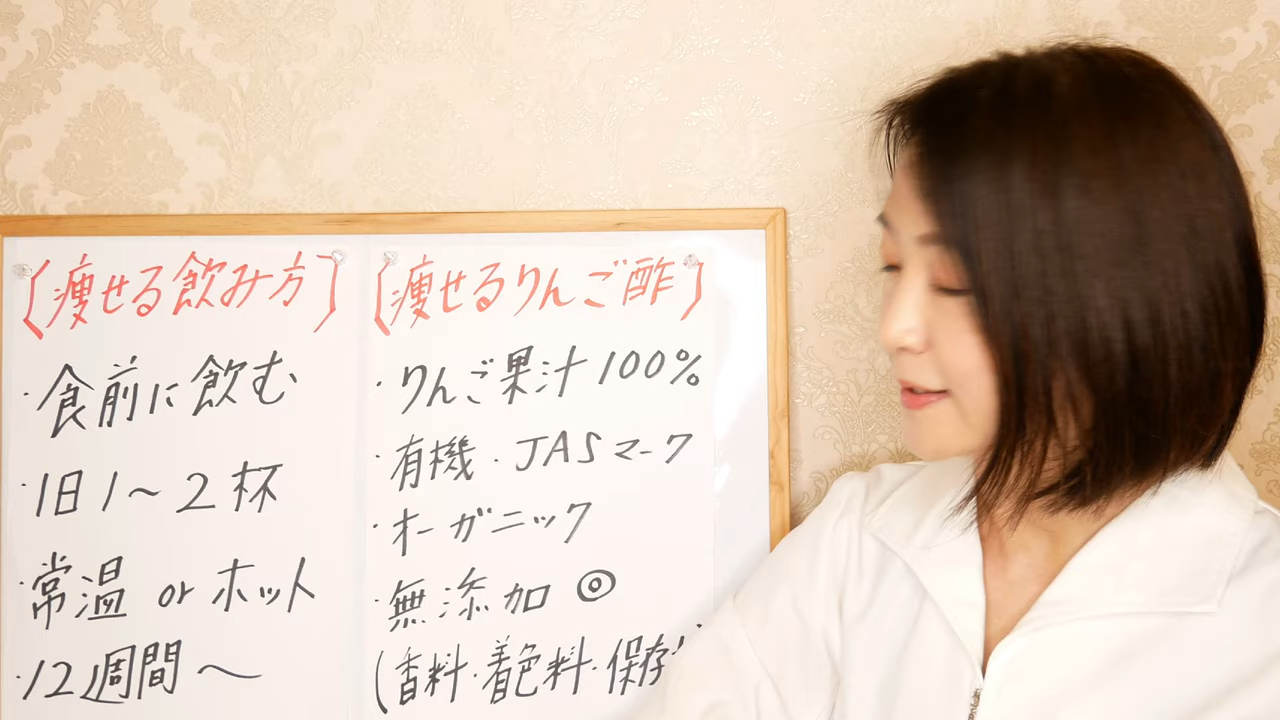 〔痩せる飲み方〕
・食前に飲む
・1日1〜2杯
・常温 or ホット
・12週間〜
〔痩せるりんご酢〕
・りんご果汁100%
・有機・JASマーク
・オーガニック
・無添加◎
(香料・着色料・保存